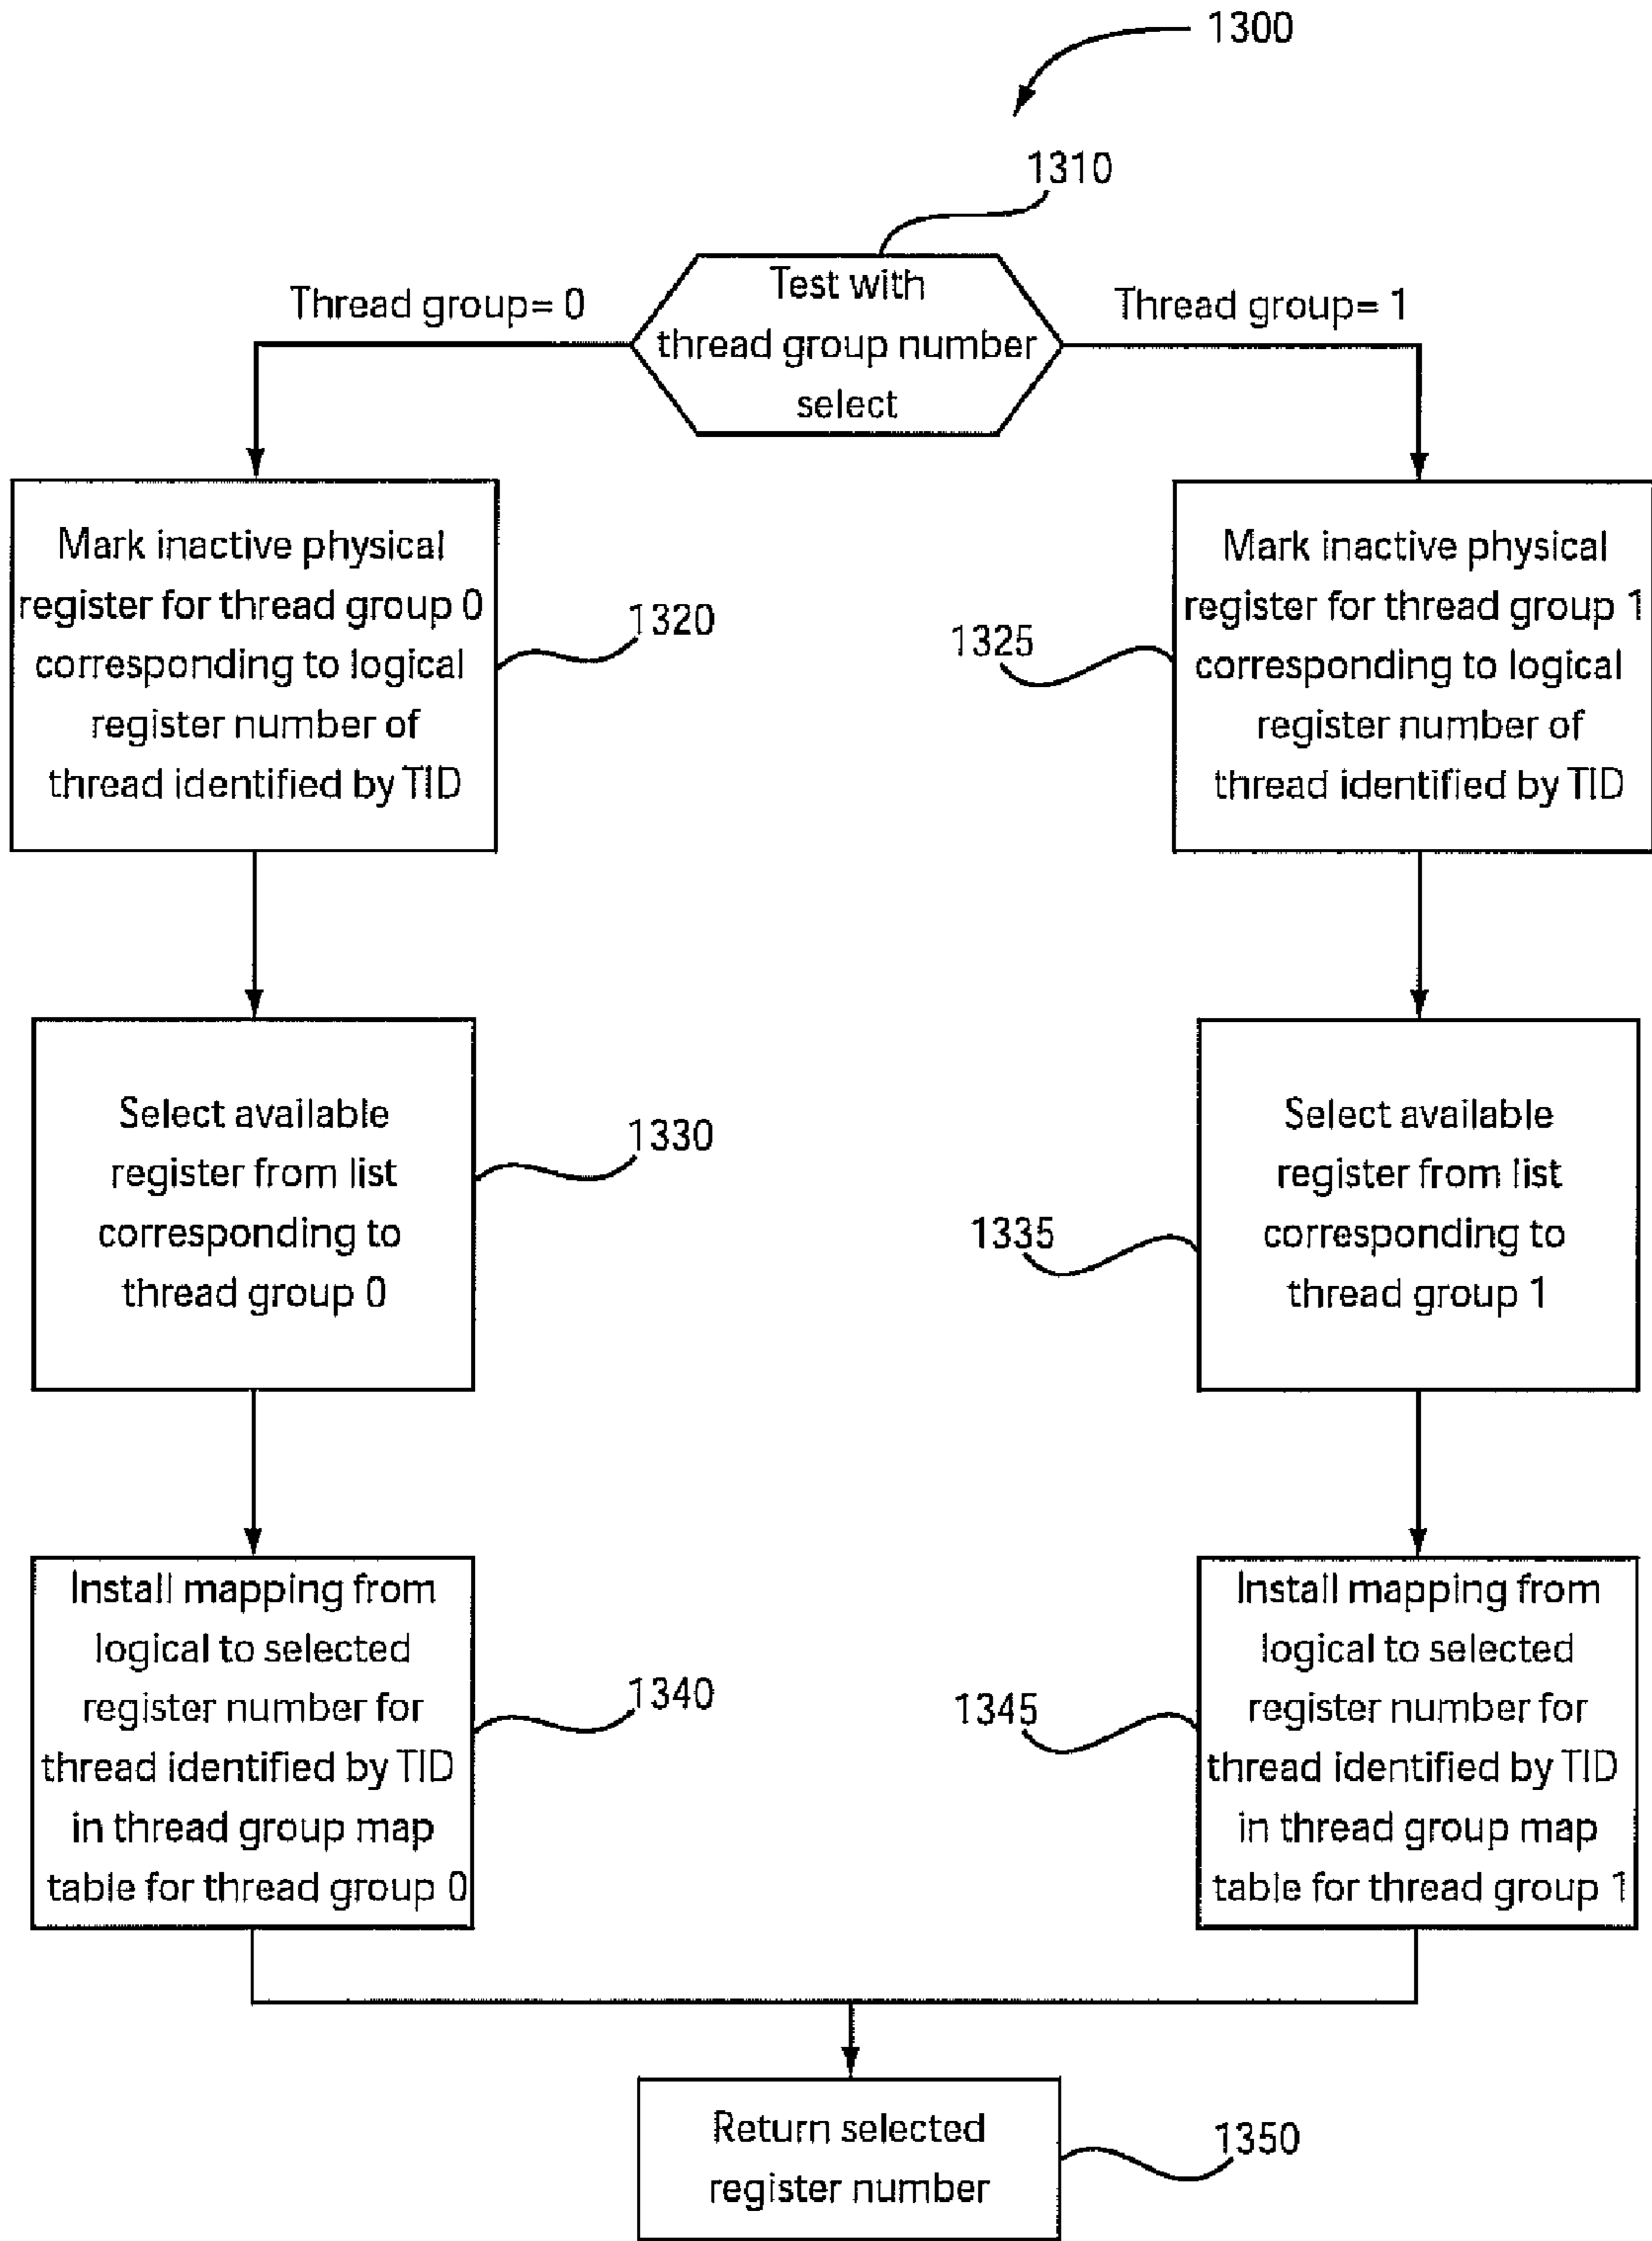 1300
1310
Thread group= 0
Test with
thread group number
select
Thread group= 1
Mark inactive physical
register for thread group 0
corresponding to logical
register number of
thread identified by TID
1320
1325
Mark inactive physical
register for thread group 1
corresponding to logical
register number of
thread identified by TID
Select available
register from list
corresponding to
thread group 0
1330
1335
Select available
register from list
corresponding to
thread group 1
Install mapping from
logical to selected
register number for
thread identified by TID
in thread group map
table for thread group 0
1340
1345
Install mapping from
logical to selected
register number for
thread identified by TID
in thread group map
table for thread group 1
Return selected
register number
1350